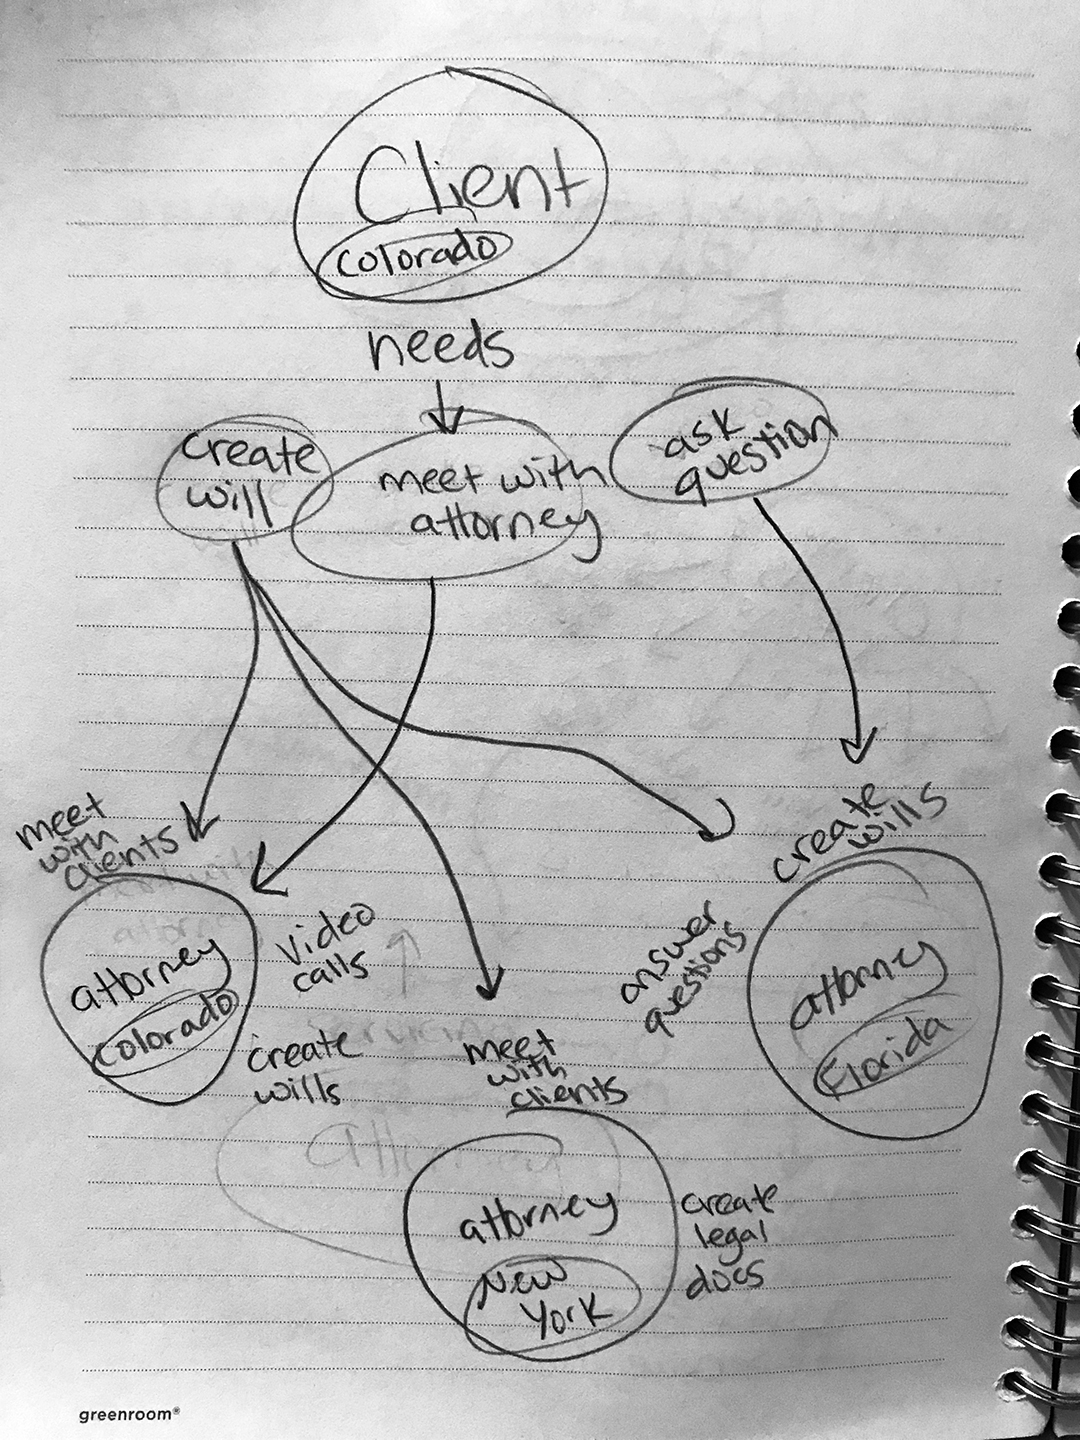 Client
colorado
needs
create
will
meet with
attorney
ask
question
meet
with
clients
attorney
colorado
video
calls
create
wills
meet
with
clients
attorney
New
York
create
legal
docs
answer
questions
create
wills
attorney
Florida
greenroom®